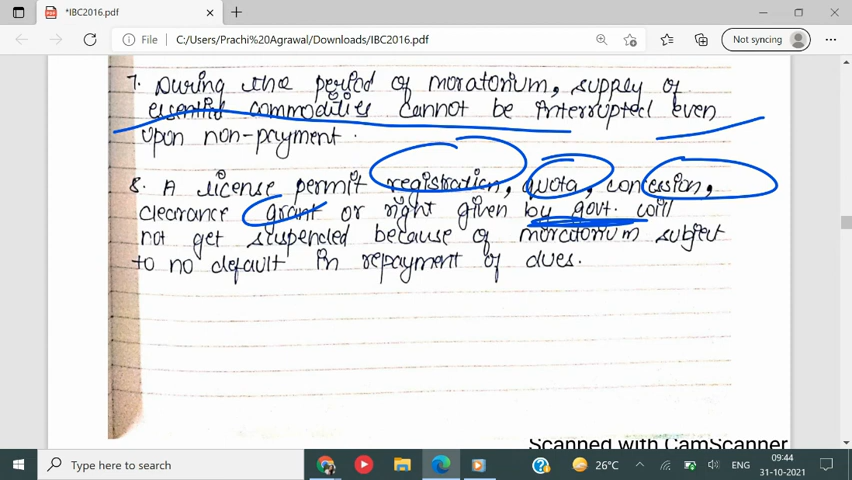 *IBC2016.pdf
File C:/Users/Prachi%20Agrawal/Downloads/IBC2016.pdf
Not syncing
7. During the period of moratorium, supply of
essential commodities cannot be interrupted even
upon non-payment.
8. A license permit registration, quota, concession,
clearance grant or right given by govt. will
not get suspended because of moratorium subject
to no default in repayment of dues.
Scanned with CamScanner
Type here to search
26°C
ENG
09:44
31-10-2021